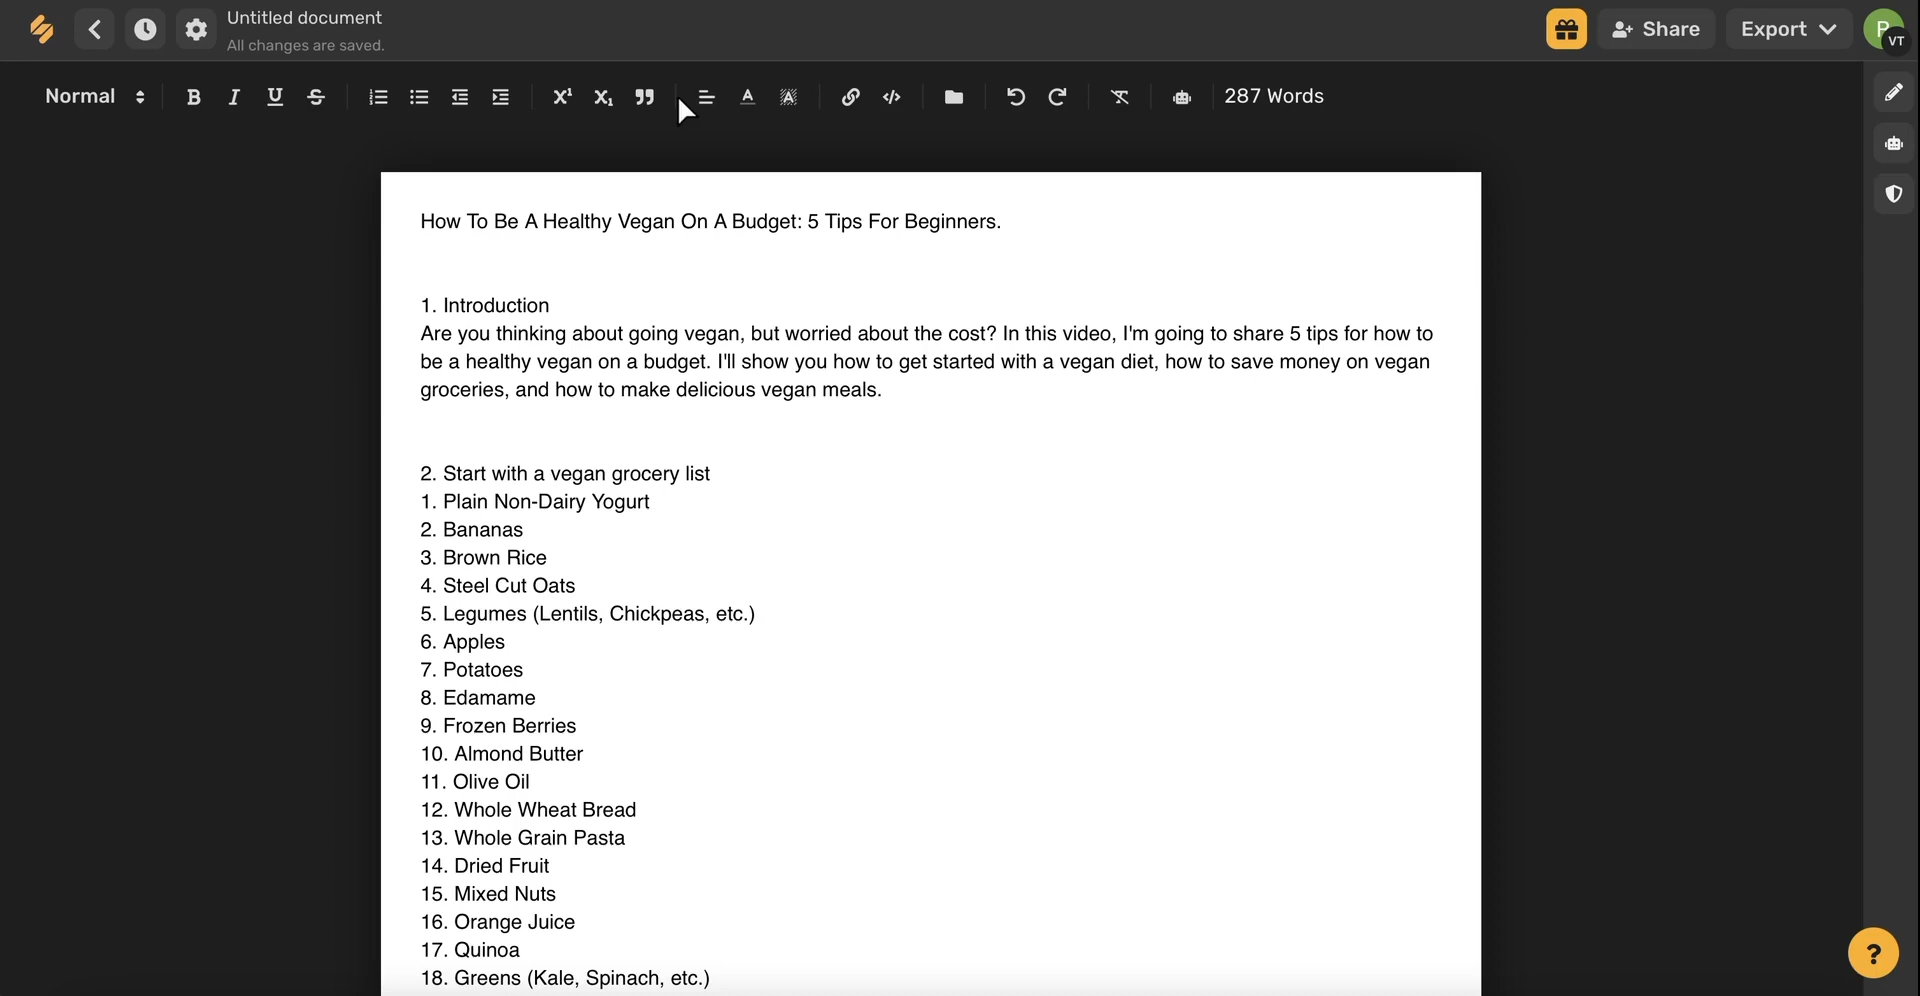 Untitled document
All changes are saved.
Share
Export
P
VT
Normal
287 Words
How To Be A Healthy Vegan On A Budget: 5 Tips For Beginners.
1. Introduction
Are you thinking about going vegan, but worried about the cost? In this video, I'm going to share 5 tips for how to
be a healthy vegan on a budget. I'll show you how to get started with a vegan diet, how to save money on vegan
groceries, and how to make delicious vegan meals.
2. Start with a vegan grocery list
1. Plain Non-Dairy Yogurt
2. Bananas
3. Brown Rice
4. Steel Cut Oats
5. Legumes (Lentils, Chickpeas, etc.)
6. Apples
7. Potatoes
8. Edamame
9. Frozen Berries
10. Almond Butter
11. Olive Oil
12. Whole Wheat Bread
13. Whole Grain Pasta
14. Dried Fruit
15. Mixed Nuts
16. Orange Juice
17. Quinoa
18. Greens (Kale, Spinach, etc.)
?